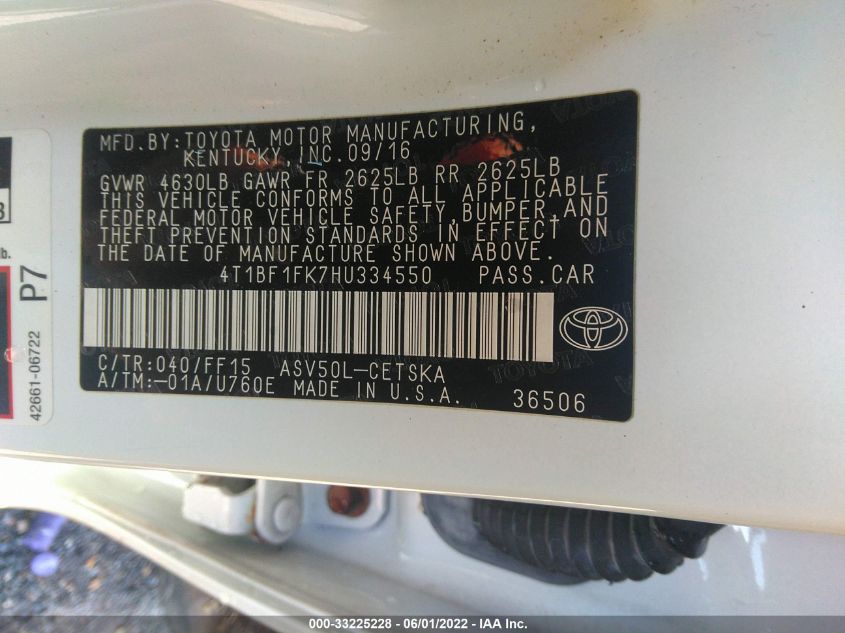 MFD.BY:TOYOTA MOTOR MANUFACTURING,
KENTUCKY, INC.09/16
GVWR 4630LB GAWR FR 2625LB RR 2625LB
THIS VEHICLE CONFORMS TO ALL APPLICABLE
FEDERAL MOTOR VEHICLE SAFETY,BUMPER,AND
THEFT PREVENTION STANDARDS IN EFFECT ON
THE DATE OF MANUFACTURE SHOWN ABOVE.
4T1BF1FK7HU334550 PASS.CAR
C/TR:040/FF15 ASV50L-CETSKA
A/TM:-01A/U760E MADE IN U.S.A.
36506
P7
42661-06722
lb.
000-33225228 - 06/01/2022 - IAA Inc.